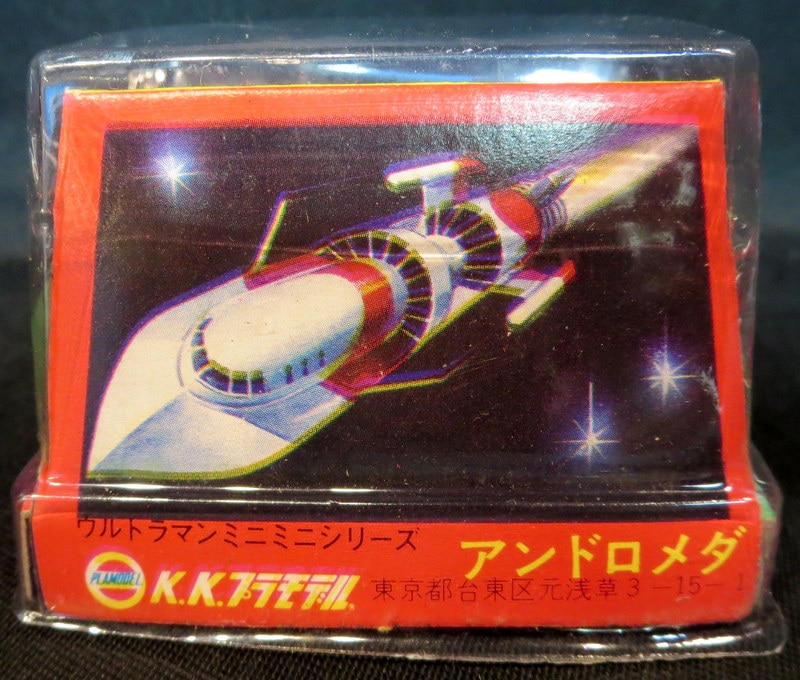 ウルトラマンミニミニシリーズ
アンドロメダ
PLAMODEL
K.K.プラモデル
東京都台東区元浅草3-15-1